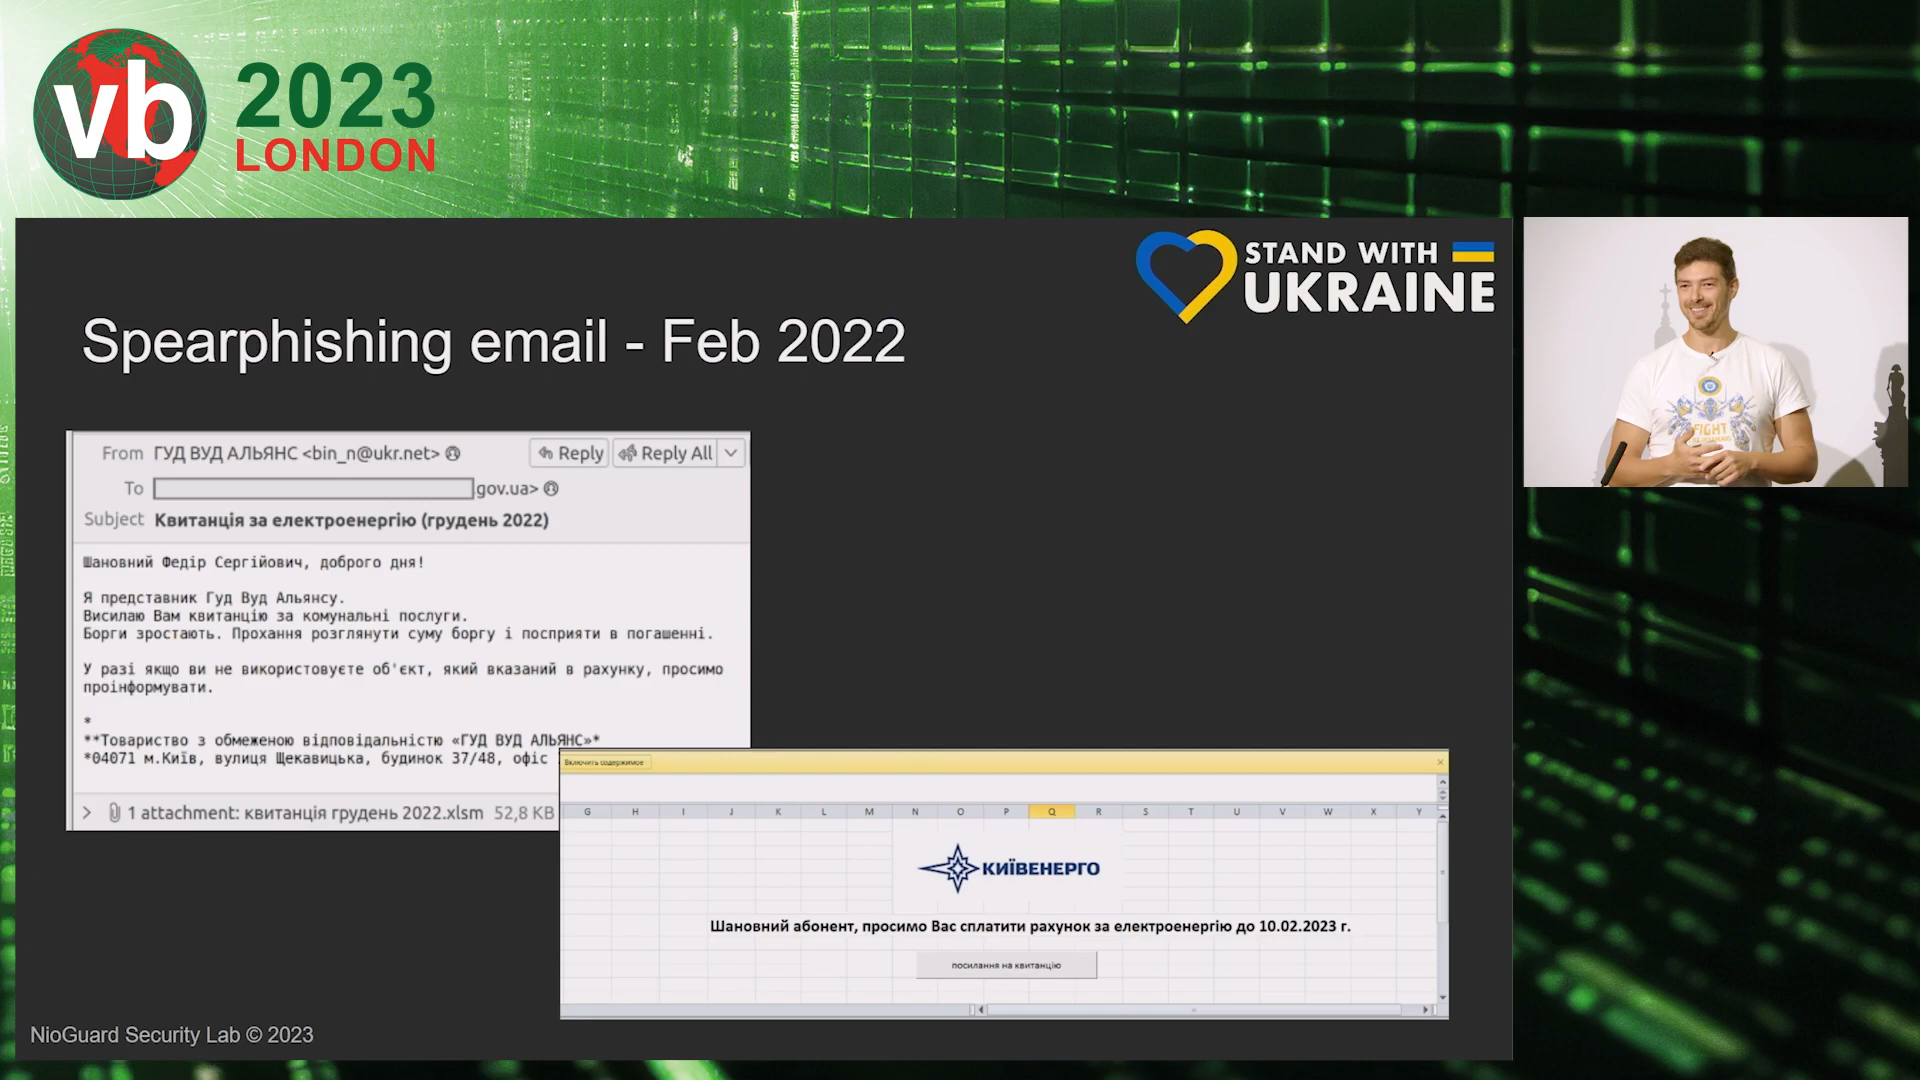 vb
2023
LONDON
STAND WITH
UKRAINE
Spearphishing email - Feb 2022
From ГУД ВУД АЛЬЯНС <bin_n@ukr.net>
Reply
Reply All
To gov.ua>
Subject Квитанція за електроенергію (грудень 2022)
Шановний Федір Сергійович, доброго дня!
Я представник Гуд Вуд Альянсу.
Висилаю Вам квитанцію за комунальні послуги.
Борги зростають. Прохання розглянути суму боргу і посприяти в погашенні.
У разі якщо ви не використовуєте об'єкт, який вказаний в рахунку, просимо
проінформувати.
*
**Товариство з обмеженою відповідальністю «ГУД ВУД АЛЬЯНС»*
*04071 м.Київ, вулиця Щекавицька, будинок 37/48, офіс
1 attachment: квитанція грудень 2022.xlsm 52,8 KB
Включить содержимое
G H I J K L M N O P Q R S T U V W X Y
КИЇВЕНЕРГО
Шановний абонент, просимо Вас сплатити рахунок за електроенергію до 10.02.2023 г.
посилання на квитанцію
FIGHT
NioGuard Security Lab © 2023